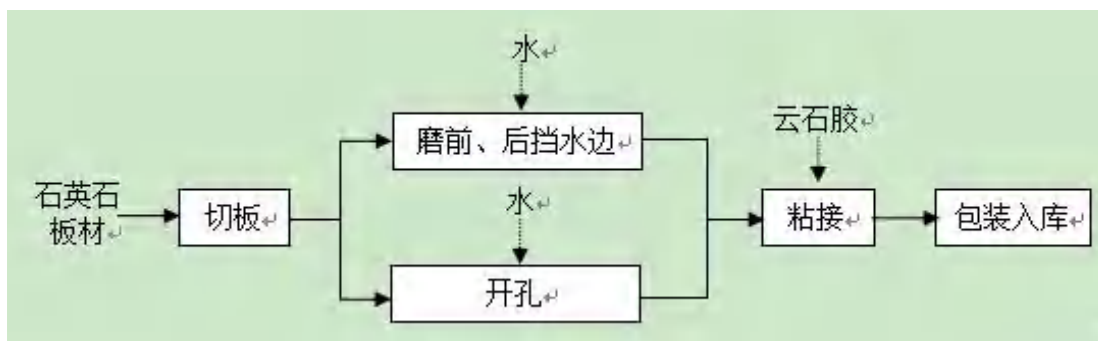 水
磨前、后挡水边
云石胶
石英石
板材
切板
水
粘接
包装入库
开孔